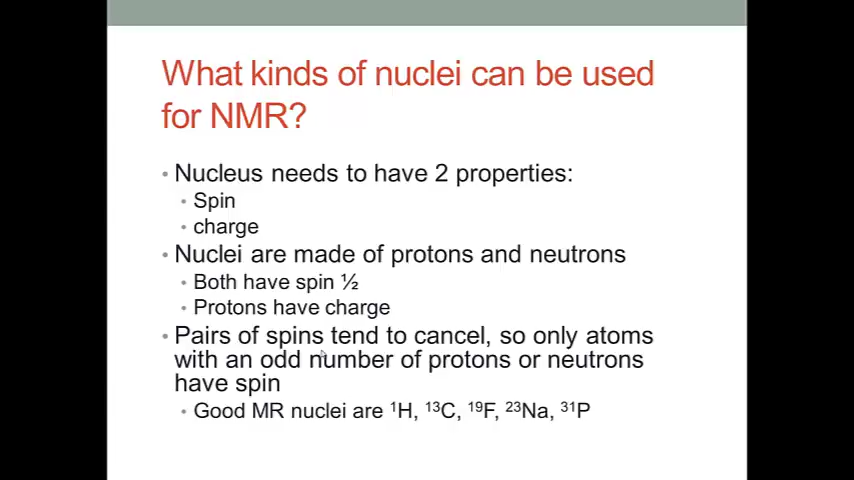 What kinds of nuclei can be used
for NMR?
• Nucleus needs to have 2 properties:
• Spin
• charge
• Nuclei are made of protons and neutrons
• Both have spin ½
• Protons have charge
• Pairs of spins tend to cancel, so only atoms
with an odd number of protons or neutrons
have spin
• Good MR nuclei are ¹H, ¹³C, ¹⁹F, ²³Na, ³¹P